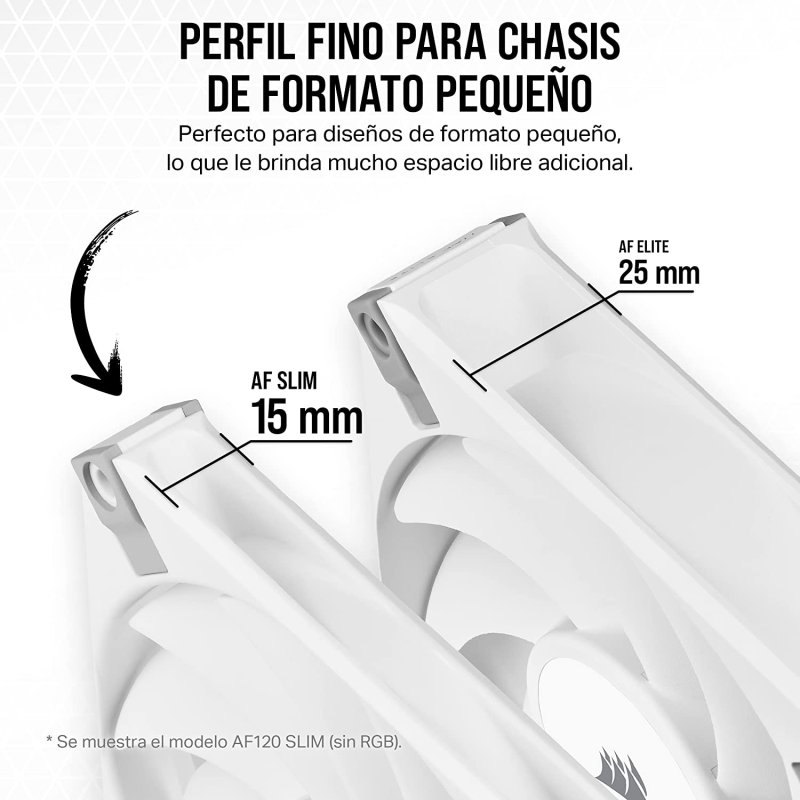 PERFIL FINO PARA CHASIS
DE FORMATO PEQUEÑO
Perfecto para diseños de formato pequeño,
lo que le brinda mucho espacio libre adicional.
AF ELITE
25 mm
AF SLIM
15 mm
* Se muestra el modelo AF120 SLIM (sin RGB).